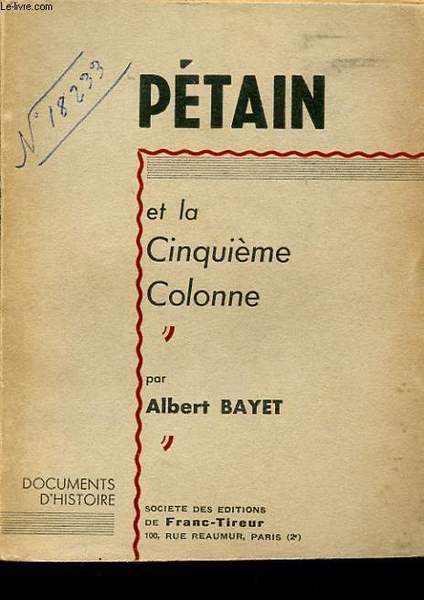 Le-livre.com
N° 18233
PÉTAIN
et la
Cinquième
Colonne
par
Albert BAYET
DOCUMENTS
D'HISTOIRE
SOCIETE DES EDITIONS
DE Franc-Tireur
100, RUE REAUMUR, PARIS (2e)